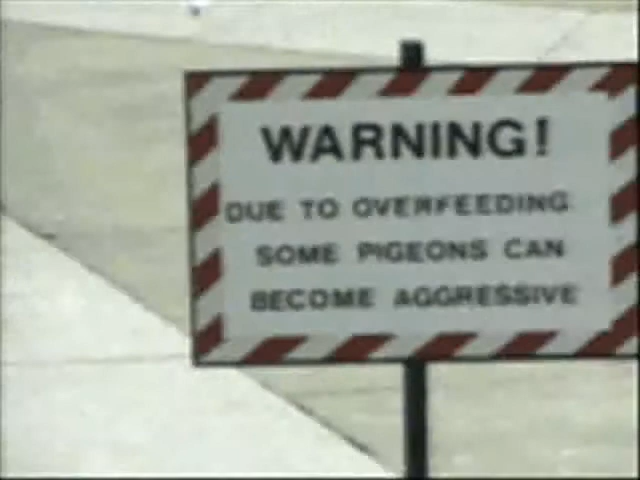 WARNING!
DUE TO OVERFEEDING
SOME PIGEONS CAN
BECOME AGGRESSIVE